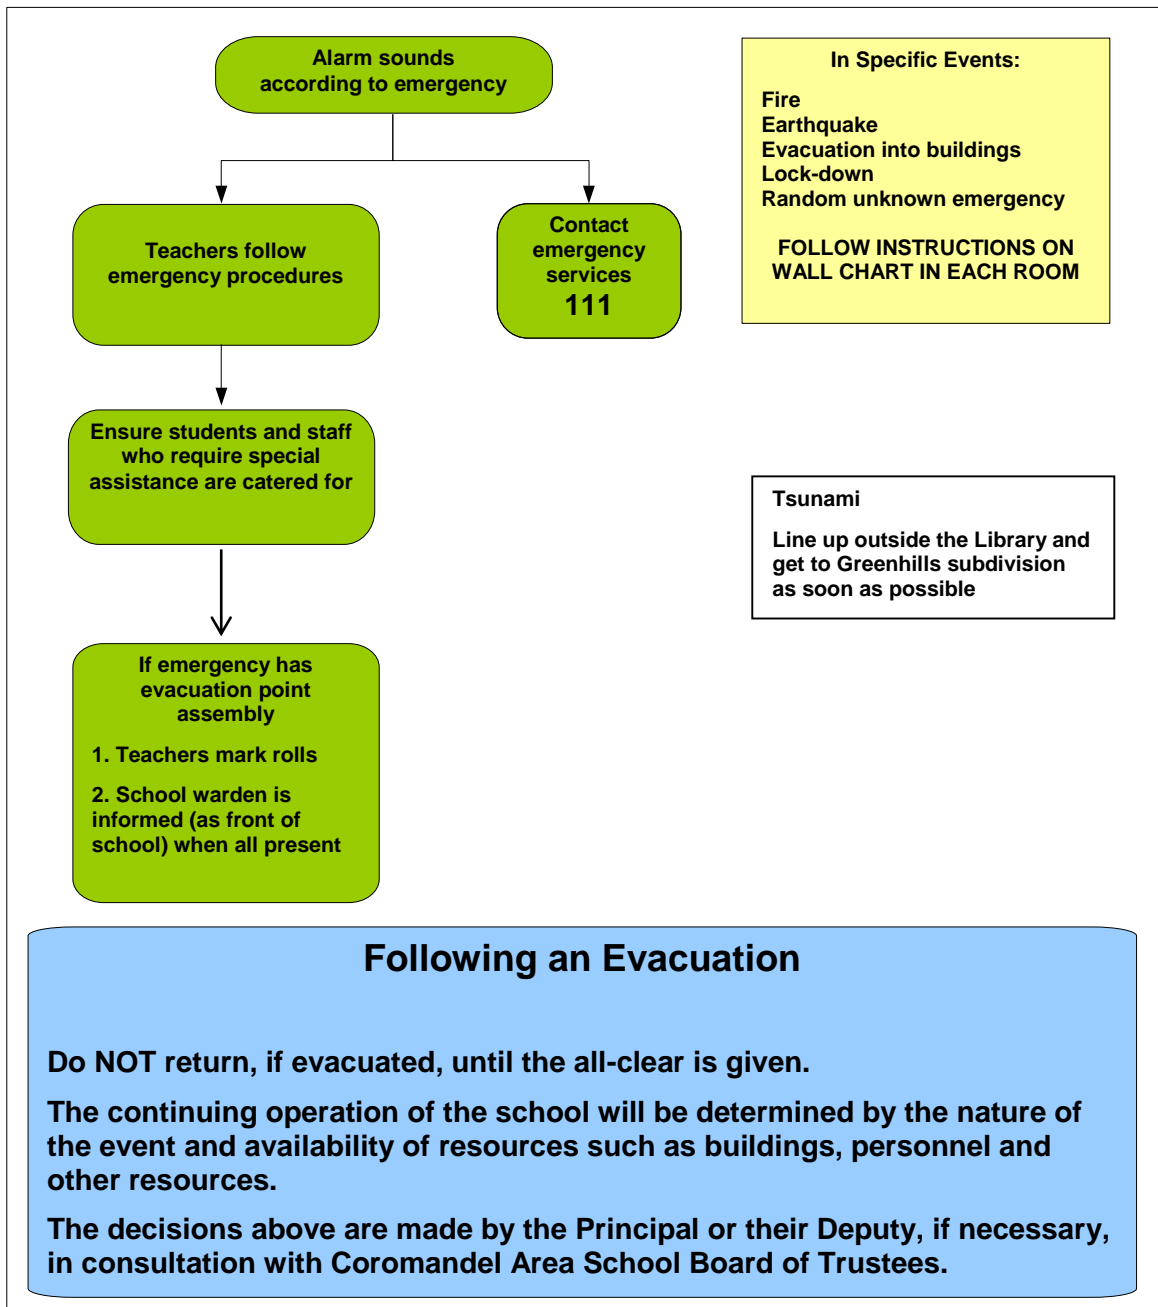 Alarm sounds
according to emergency
In Specific Events:
Fire
Earthquake
Evacuation into buildings
Lock-down
Random unknown emergency
FOLLOW INSTRUCTIONS ON
WALL CHART IN EACH ROOM
Teachers follow
emergency procedures
Contact
emergency
services
111
Ensure students and staff
who require special
assistance are catered for
Tsunami
Line up outside the Library and
get to Greenhills subdivision
as soon as possible
If emergency has
evacuation point
assembly
1. Teachers mark rolls
2. School warden is
informed (as front of
school) when all present
Following an Evacuation
Do NOT return, if evacuated, until the all-clear is given.
The continuing operation of the school will be determined by the nature of
the event and availability of resources such as buildings, personnel and
other resources.
The decisions above are made by the Principal or their Deputy, if necessary,
in consultation with Coromandel Area School Board of Trustees.